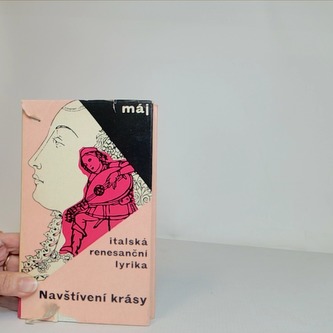 máj
italská
renesanční
lyrika
Navštívení krásy